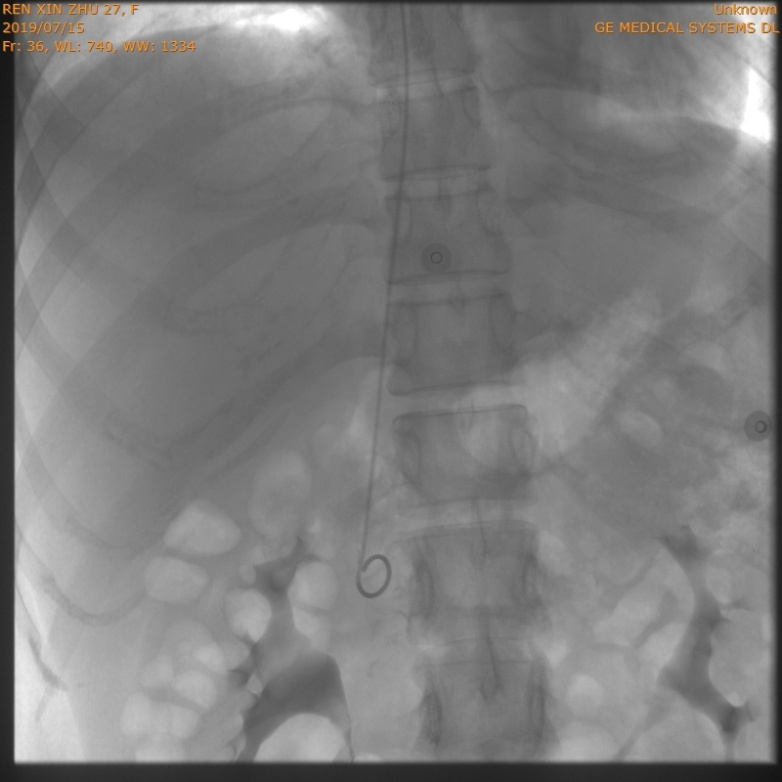 REN XIN ZHU 27, F
2019/07/15
Fr: 36, WL: 740, WW: 1334
Unknown
GE MEDICAL SYSTEMS DL